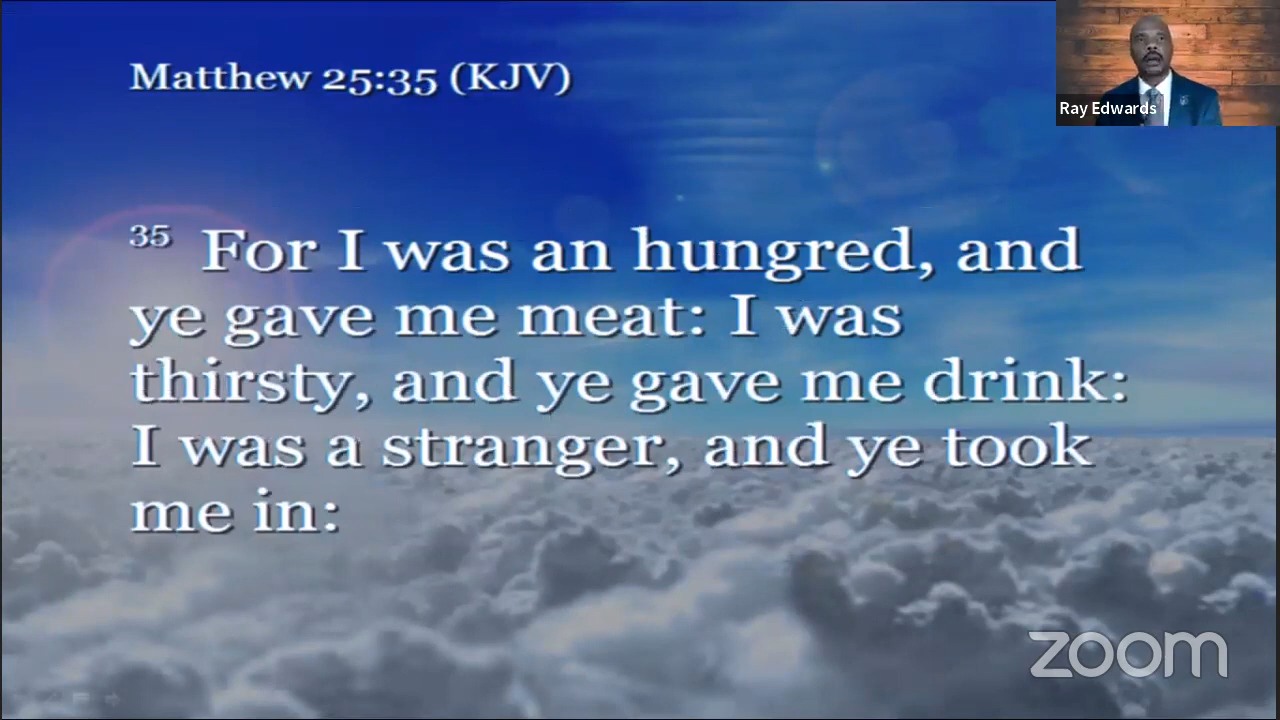 Matthew 25:35 (KJV)
Ray Edwards
35 For I was an hungred, and
ye gave me meat: I was
thirsty, and ye gave me drink:
I was a stranger, and ye took
me in:
zoom